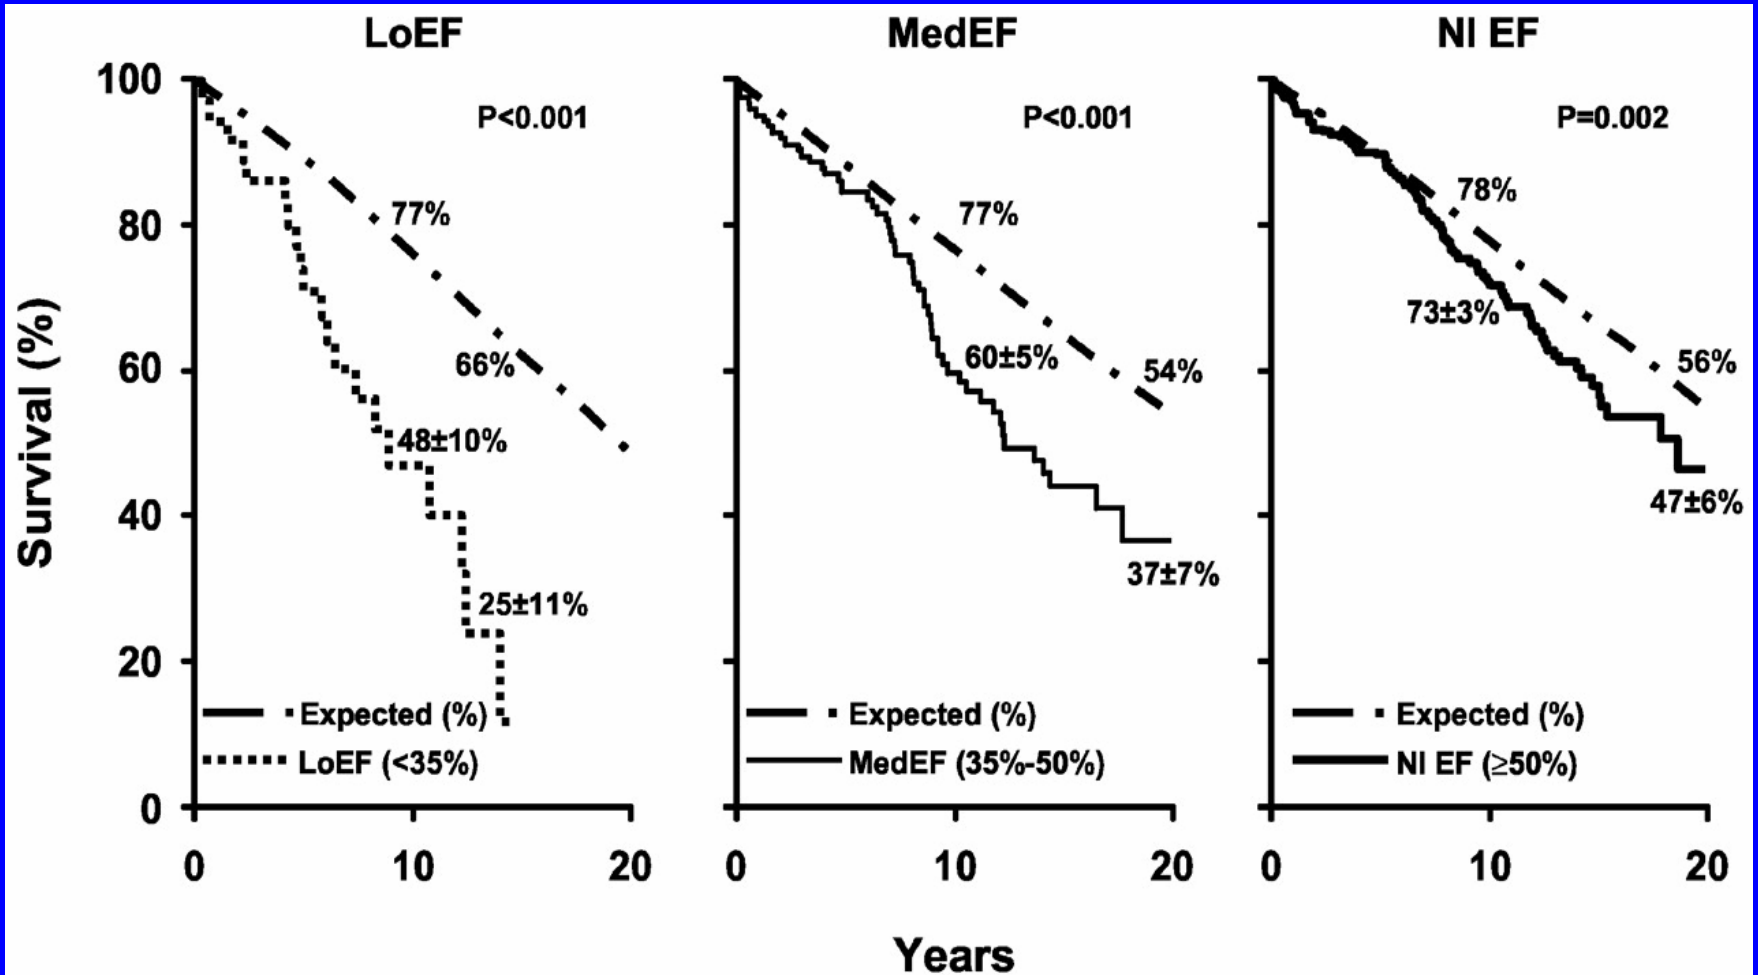 LoEF
MedEF
Nl EF
Survival (%)
100
80
60
40
20
0
P<0.001
77%
66%
48±10%
25±11%
Expected (%)
LoEF (<35%)
0
10
20
P<0.001
77%
60±5%
54%
37±7%
Expected (%)
MedEF (35%-50%)
0
10
20
P=0.002
78%
73±3%
56%
47±6%
Expected (%)
Nl EF (≥50%)
0
10
20
Years